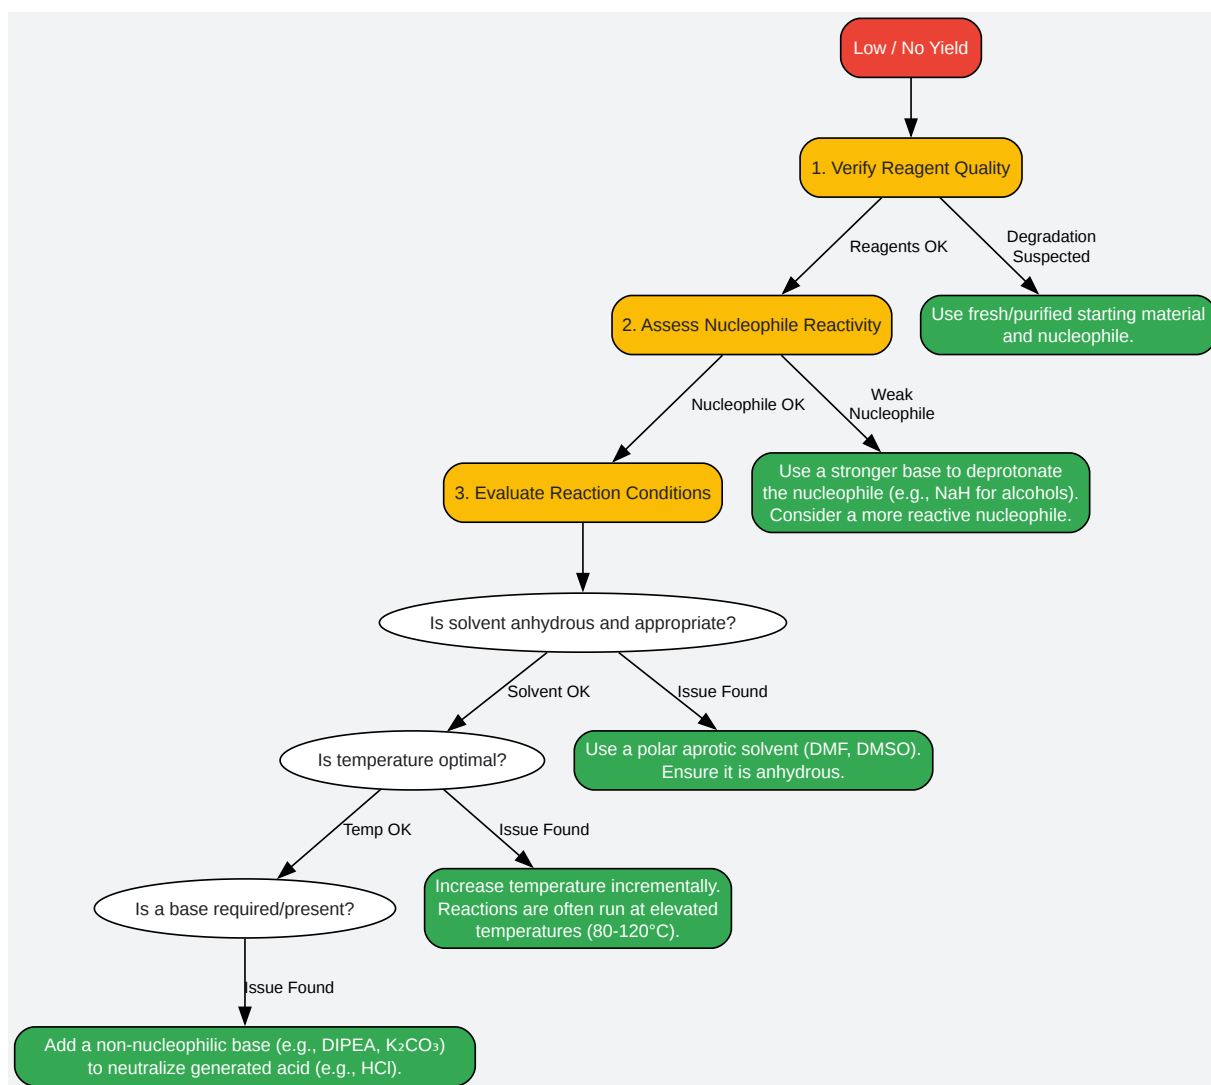 Low / No Yield
1. Verify Reagent Quality
Reagents OK
Degradation
Suspected
2. Assess Nucleophile Reactivity
Use fresh/purified starting material
and nucleophile.
Nucleophile OK
Weak
Nucleophile
3. Evaluate Reaction Conditions
Use a stronger base to deprotonate
the nucleophile (e.g., NaH for alcohols).
Consider a more reactive nucleophile.
Is solvent anhydrous and appropriate?
Solvent OK
Issue Found
Is temperature optimal?
Use a polar aprotic solvent (DMF, DMSO).
Ensure it is anhydrous.
Temp OK
Issue Found
Is a base required/present?
Increase temperature incrementally.
Reactions are often run at elevated
temperatures (80-120°C).
Issue Found
Add a non-nucleophilic base (e.g., DIPEA, K₂CO₃)
to neutralize generated acid (e.g., HCl).